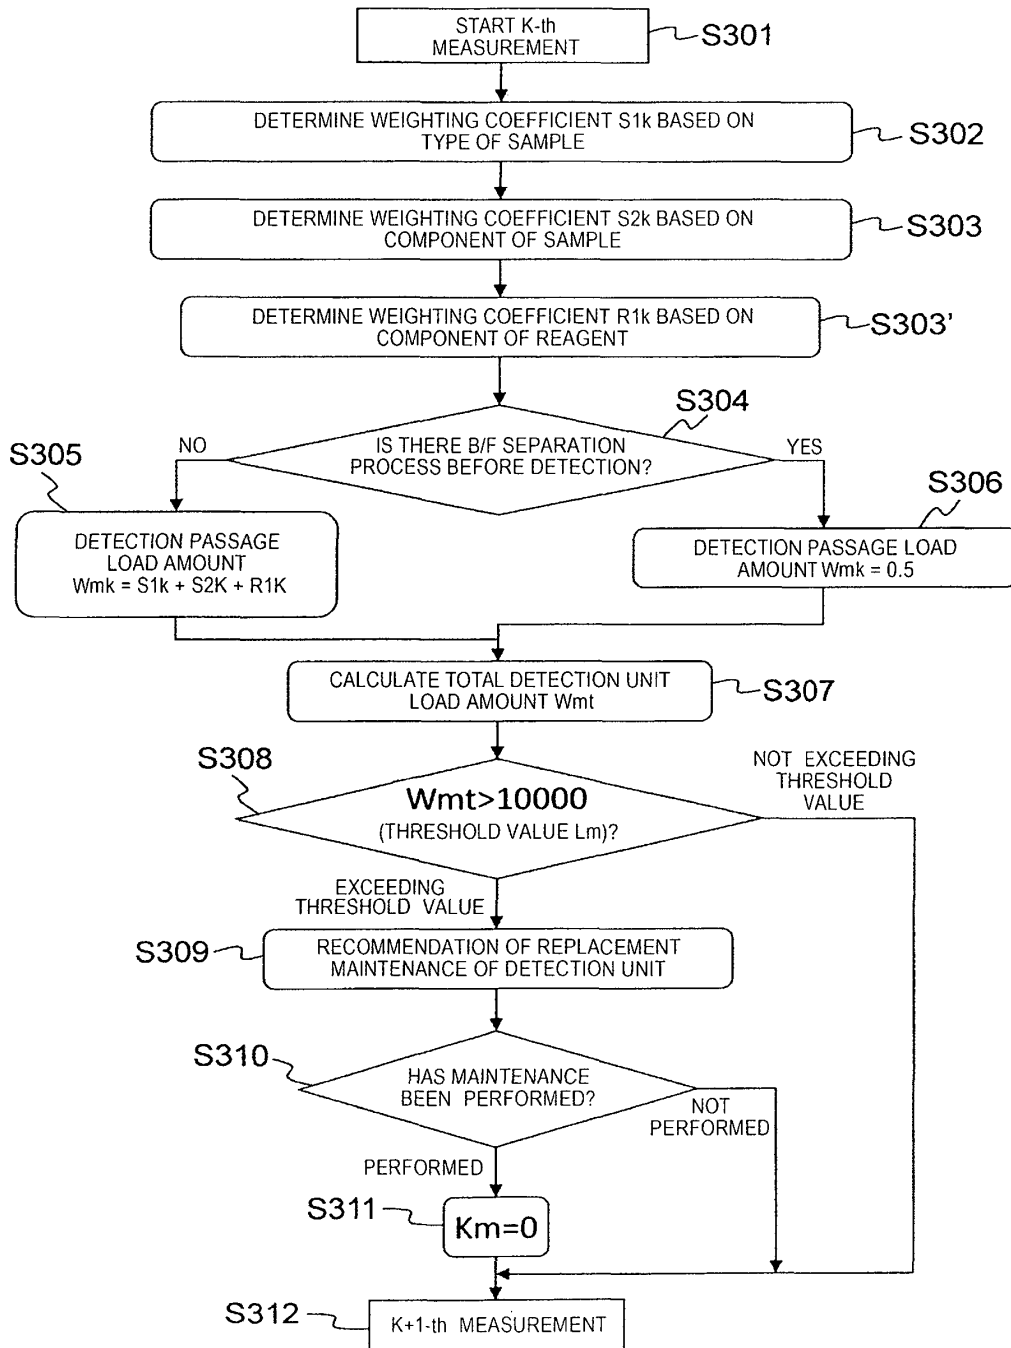 START K-th
MEASUREMENT
S301
DETERMINE WEIGHTING COEFFICIENT S1k BASED ON
TYPE OF SAMPLE
S302
DETERMINE WEIGHTING COEFFICIENT S2k BASED ON
COMPONENT OF SAMPLE
S303
DETERMINE WEIGHTING COEFFICIENT R1k BASED ON
COMPONENT OF REAGENT
S303'
S304
IS THERE B/F SEPARATION
PROCESS BEFORE DETECTION?
NO
YES
S305
DETECTION PASSAGE
LOAD AMOUNT
Wmk = S1k + S2K + R1K
S306
DETECTION PASSAGE LOAD
AMOUNT Wmk = 0.5
CALCULATE TOTAL DETECTION UNIT
LOAD AMOUNT Wmt
S307
S308
Wmt>10000
(THRESHOLD VALUE Lm)?
NOT EXCEEDING
THRESHOLD
VALUE
EXCEEDING
THRESHOLD VALUE
S309
RECOMMENDATION OF REPLACEMENT
MAINTENANCE OF DETECTION UNIT
S310
HAS MAINTENANCE
BEEN PERFORMED?
NOT
PERFORMED
PERFORMED
S311
Km=0
S312
K+1-th MEASUREMENT